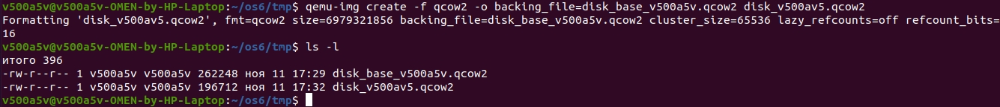 v500a5v@v500a5v-OMEN-by-HP-Laptop:~/os6/tmp$ qemu-img create -f qcow2 -o backing_file=disk_base_v500a5v.qcow2 disk_v500av5.qcow2
Formatting 'disk_v500av5.qcow2', fmt=qcow2 size=6979321856 backing_file=disk_base_v500a5v.qcow2 cluster_size=65536 lazy_refcounts=off refcount_bits=
16
v500a5v@v500a5v-OMEN-by-HP-Laptop:~/os6/tmp$ ls -l
итого 396
-rw-r--r-- 1 v500a5v v500a5v 262248 ноя 11 17:29 disk_base_v500a5v.qcow2
-rw-r--r-- 1 v500a5v v500a5v 196712 ноя 11 17:32 disk_v500av5.qcow2
v500a5v@v500a5v-OMEN-by-HP-Laptop:~/os6/tmp$